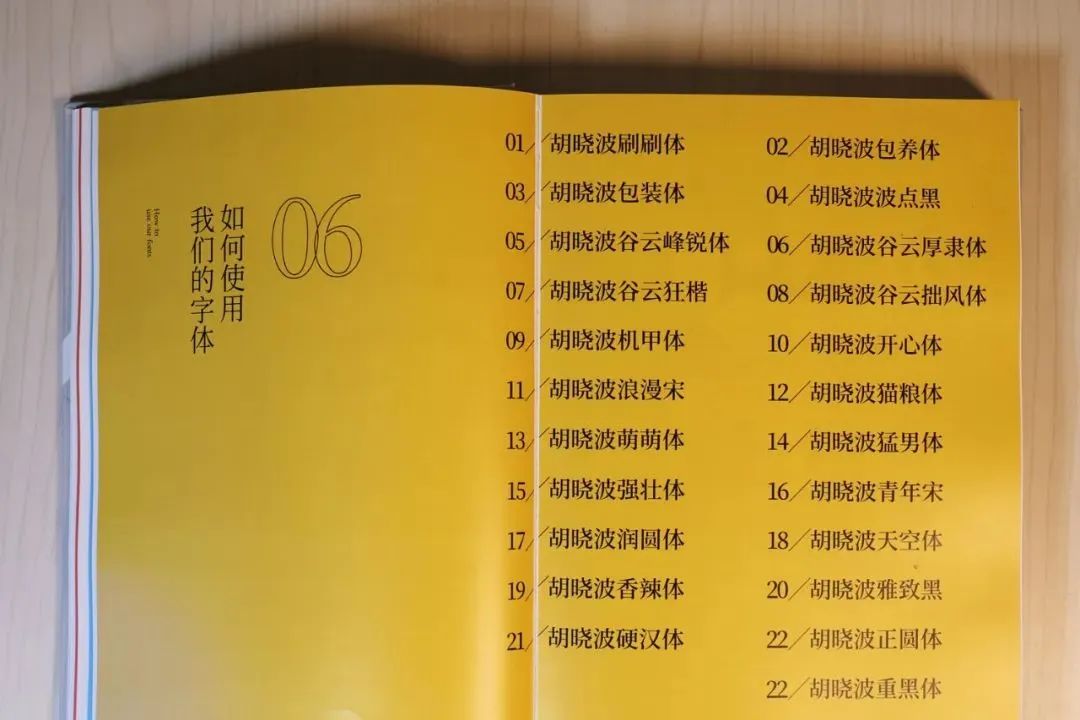 06
如何使用
我们的字体
How to
use our fonts
01/胡晓波刷刷体
02/胡晓波包养体
03/胡晓波包装体
04/胡晓波波点黑
05/胡晓波谷云峰锐体
06/胡晓波谷云厚隶体
07/胡晓波谷云狂楷
08/胡晓波谷云拙风体
09/胡晓波机甲体
10/胡晓波开心体
11/胡晓波浪漫宋
12/胡晓波猫粮体
13/胡晓波萌萌体
14/胡晓波猛男体
15/胡晓波强壮体
16/胡晓波青年宋
17/胡晓波润圆体
18/胡晓波天空体
19/胡晓波香辣体
20/胡晓波雅致黑
21/胡晓波硬汉体
22/胡晓波正圆体
22/胡晓波重黑体